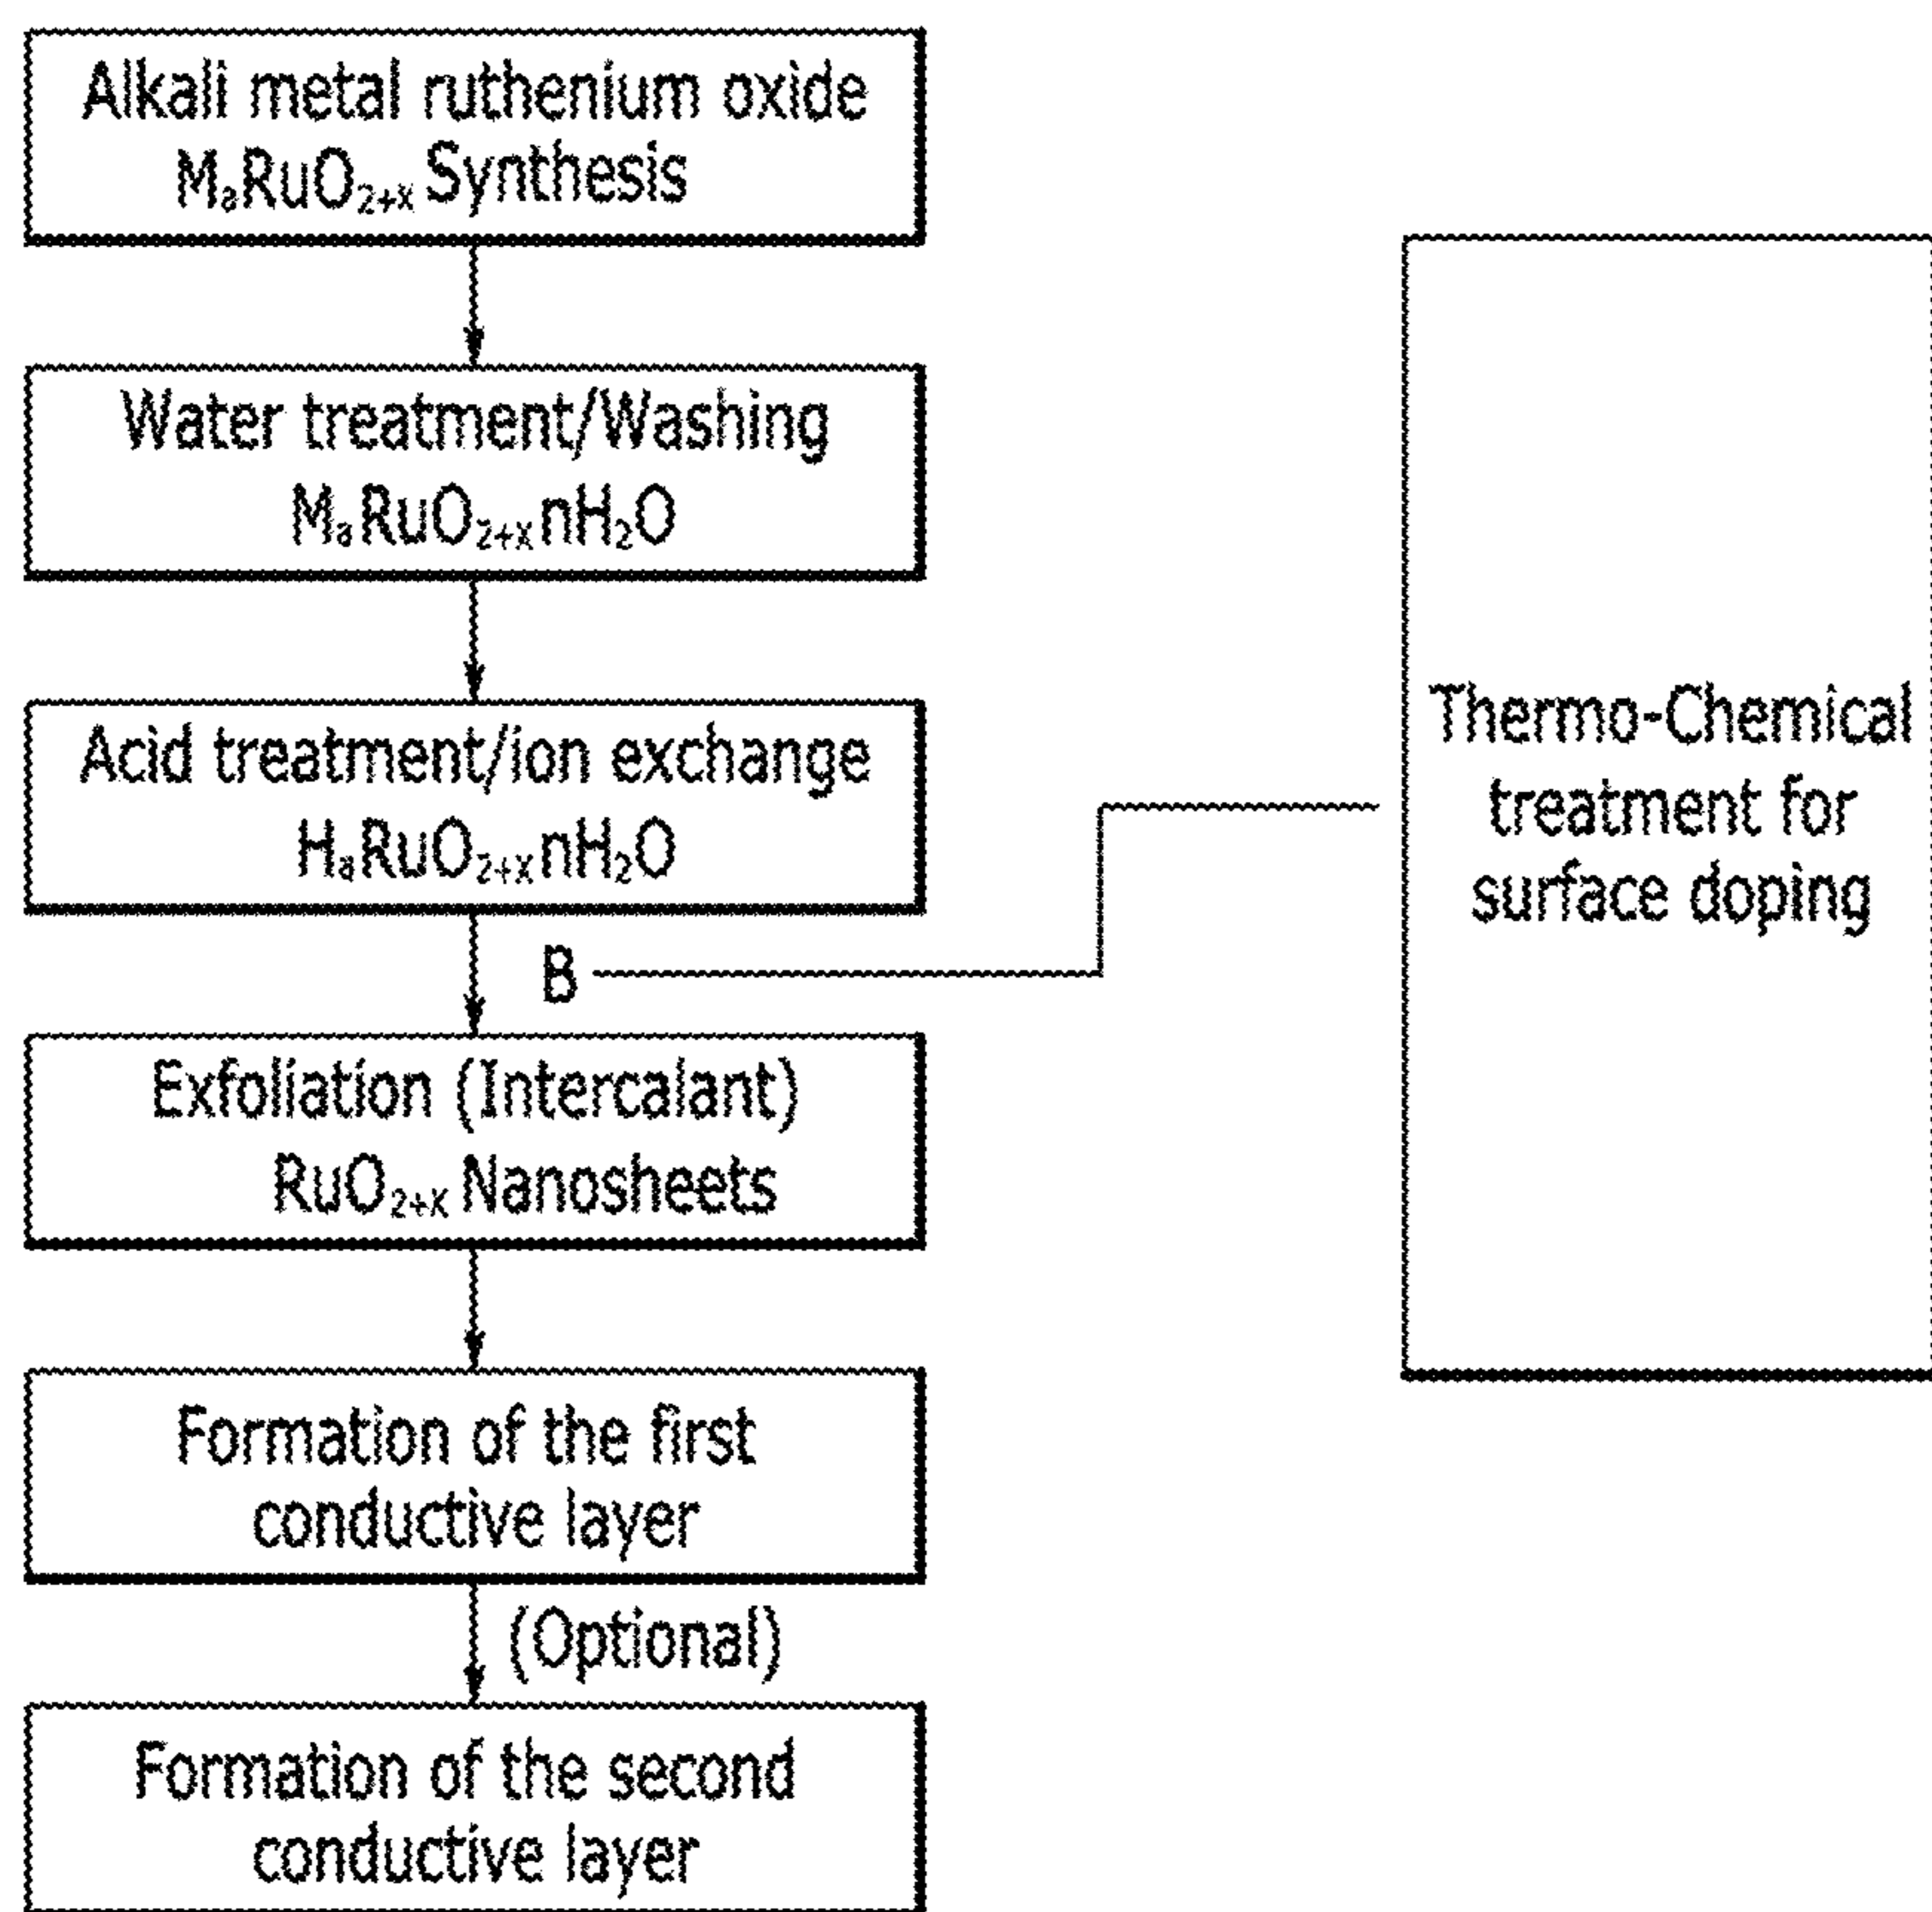 Alkali metal ruthenium oxide
MₐRuO₂₊ₓ Synthesis
Water treatment/Washing
MₐRuO₂₊ₓnH₂O
Acid treatment/ion exchange
HₐRuO₂₊ₓnH₂O
B
Exfoliation (Intercalant)
RuO₂₊ₓ Nanosheets
Formation of the first
conductive layer
(Optional)
Formation of the second
conductive layer
Thermo-Chemical
treatment for
surface doping